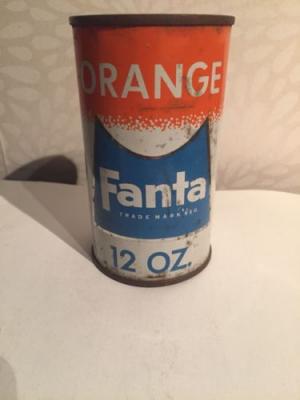 ORANGE
Fanta
TRADE MARK REG.
12 OZ.